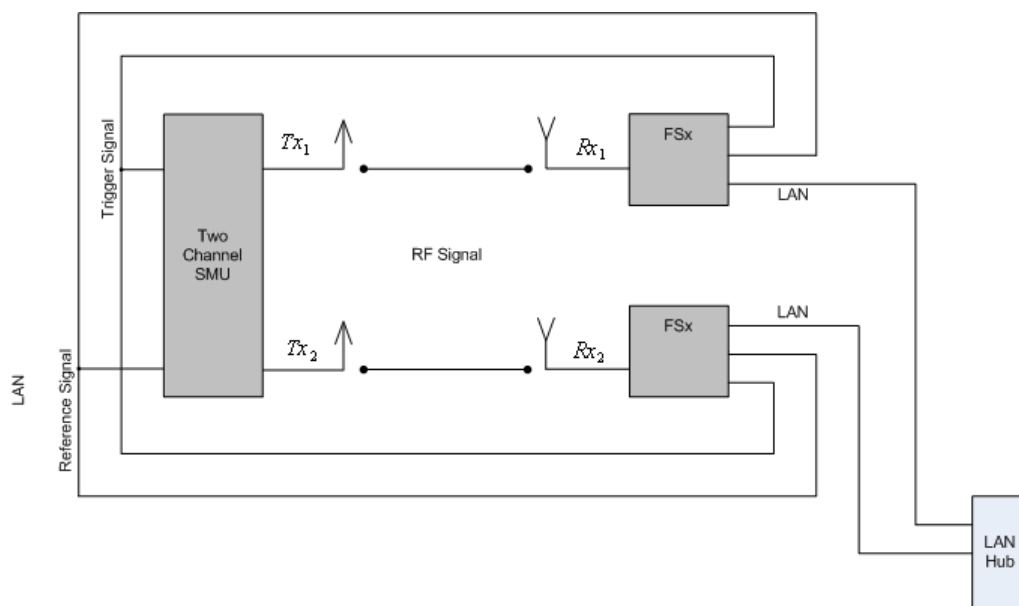 Trigger Signal
Tx1
Rx1
FSx
LAN
Two
Channel
SMU
RF Signal
Tx2
Rx2
FSx
LAN
LAN
Reference Signal
LAN
Hub